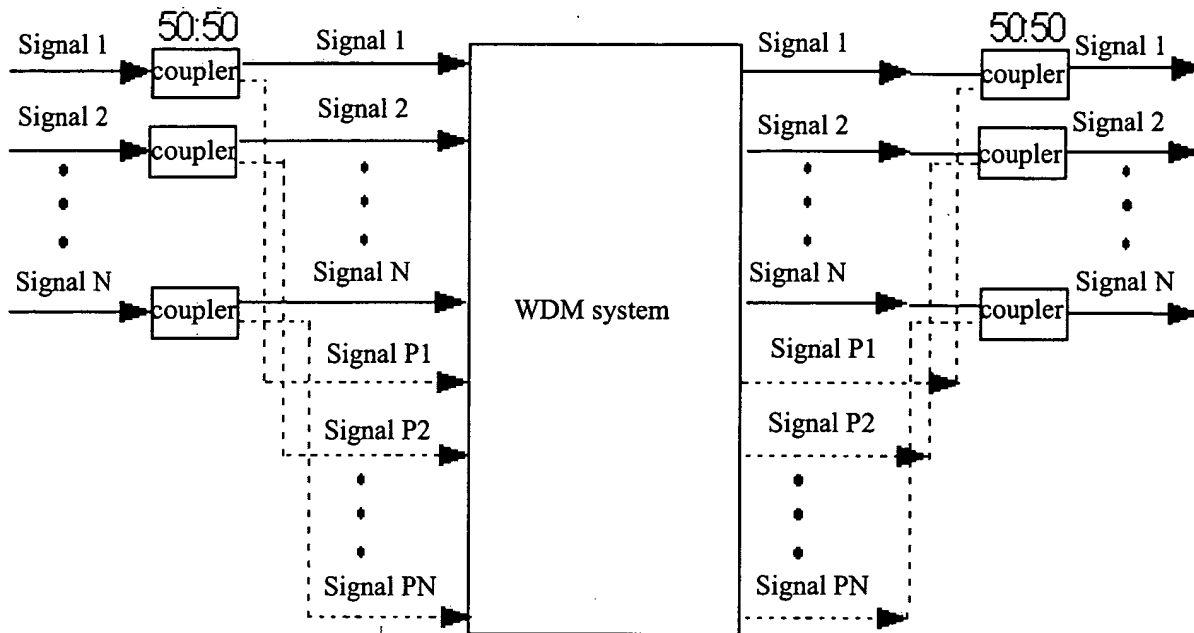 50:50
Signal 1
coupler
Signal 1
Signal 1
50:50
coupler
Signal 1
Signal 2
coupler
Signal 2
Signal 2
coupler
Signal 2
Signal N
coupler
Signal N
WDM system
Signal N
coupler
Signal N
Signal P1
Signal P1
Signal P2
Signal P2
Signal PN
Signal PN